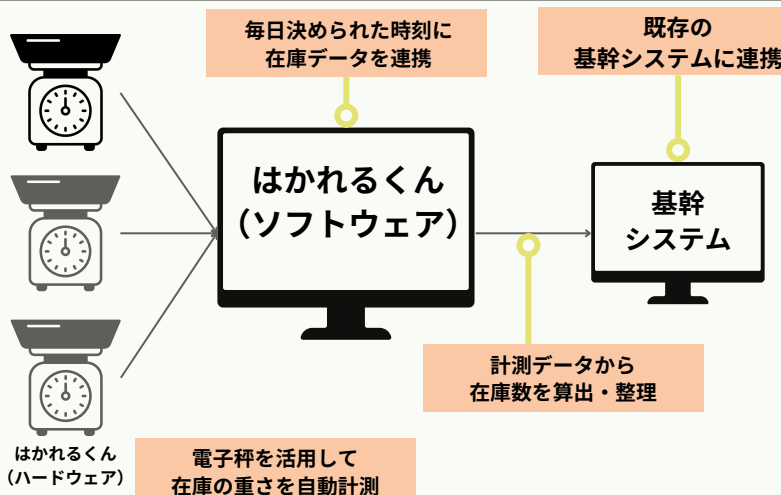 毎日決められた時刻に
在庫データを連携
既存の
基幹システムに連携
はかれるくん
（ソフトウェア）
基幹
システム
計測データから
在庫数を算出・整理
はかれるくん
（ハードウェア）
電子秤を活用して
在庫の重さを自動計測